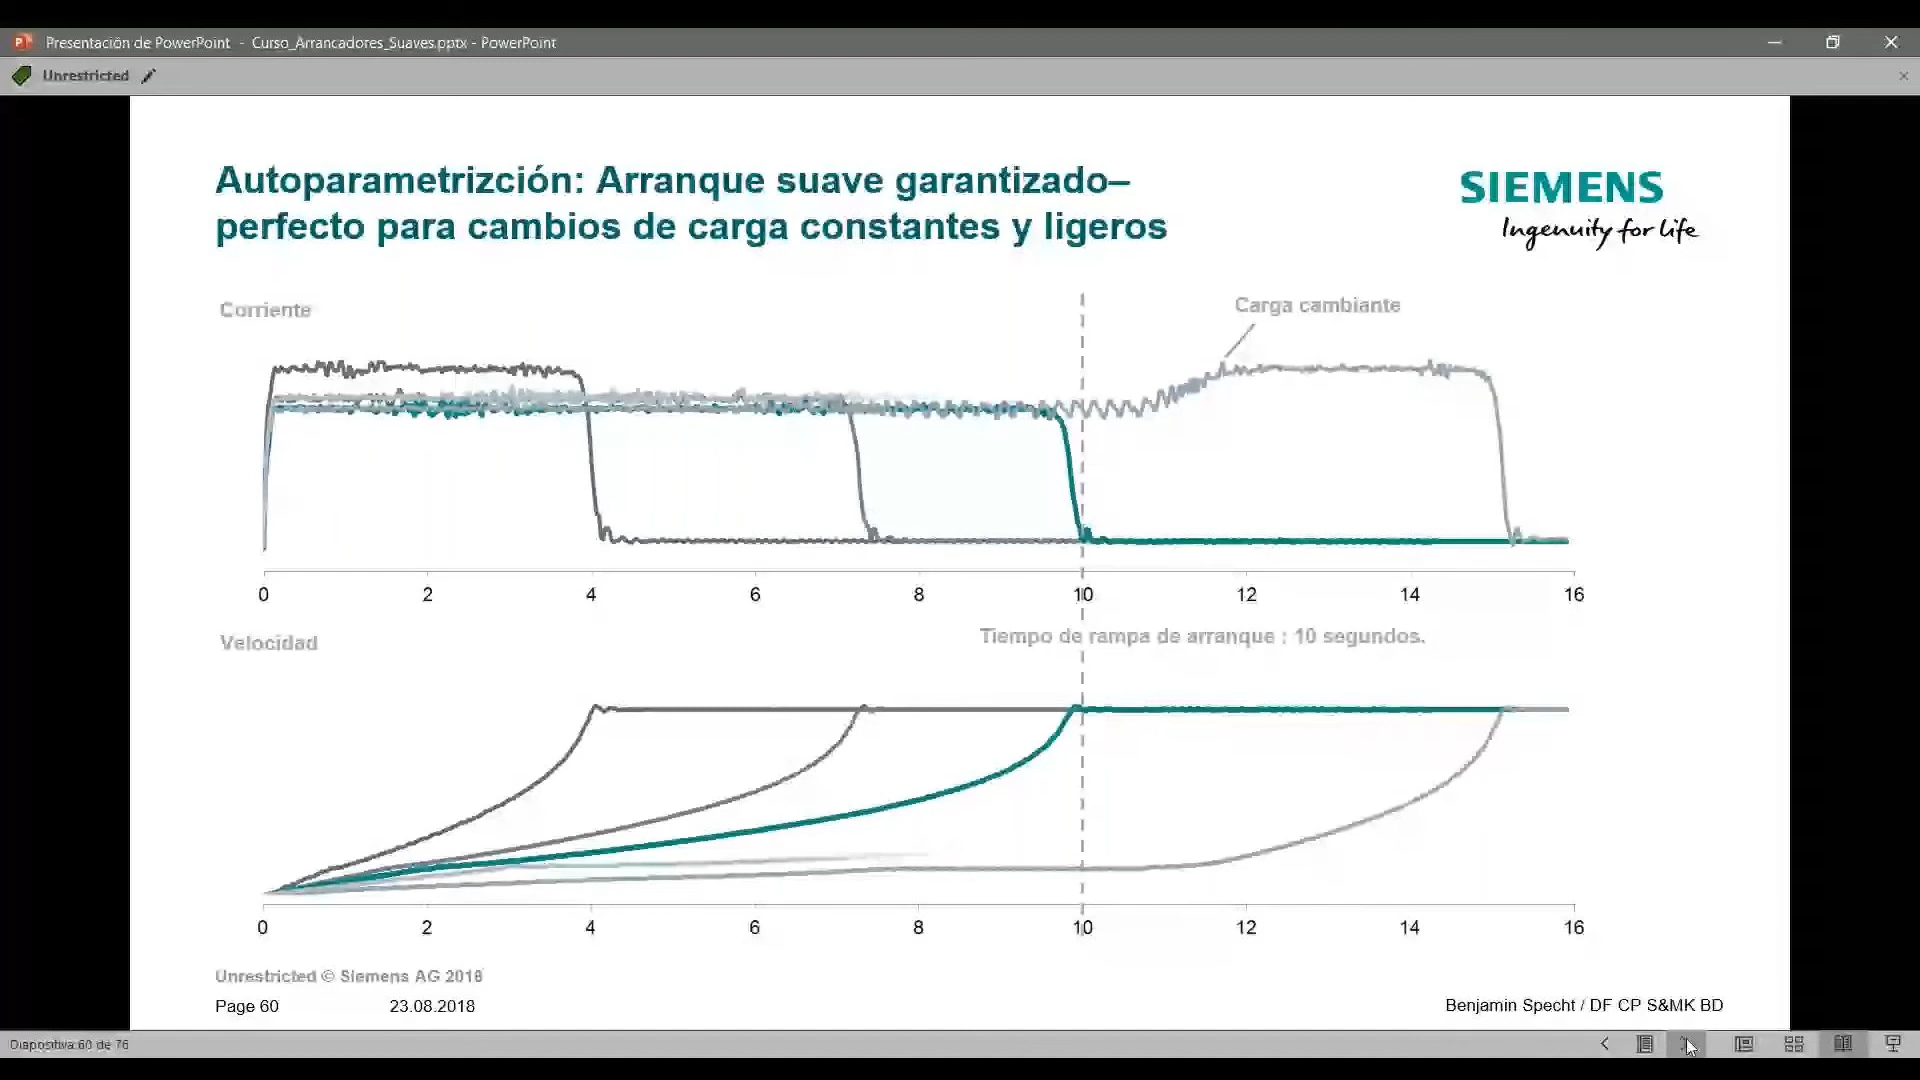 Presentación de PowerPoint - Curso_Arrancadores_Suaves.pptx - PowerPoint
Unrestricted
Autoparametrizción: Arranque suave garantizado–
perfecto para cambios de carga constantes y ligeros
SIEMENS
Ingenuity for life
Corriente
Carga cambiante
0 2 4 6 8 10 12 14 16
Velocidad
Tiempo de rampa de arranque : 10 segundos.
0 2 4 6 8 10 12 14 16
Unrestricted © Siemens AG 2018
Page 60 23.08.2018 Benjamin Specht / DF CP S&MK BD
Diapositiva 60 de 76